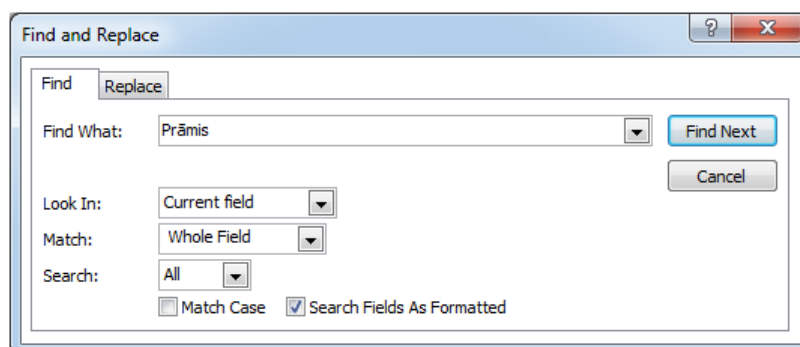 Find and Replace
Find Replace
Find What: Prāmis Find Next
Cancel
Look In: Current field
Match: Whole Field
Search: All
Match Case Search Fields As Formatted